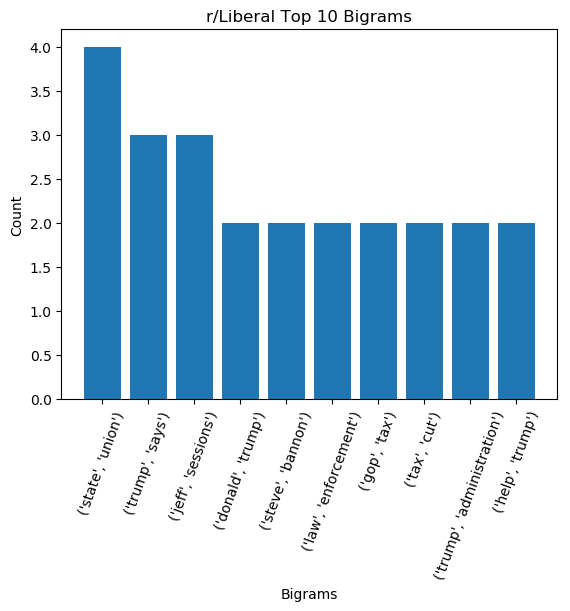 r/Liberal Top 10 Bigrams
4.0
3.5
3.0
2.5
2.0
1.5
1.0
0.5
0.0
Count
('state', 'union')
('trump', 'says')
('jeff', 'sessions')
('donald', 'trump')
('steve', 'bannon')
('law', 'enforcement')
('gop', 'tax')
('tax', 'cut')
('trump', 'administration')
('help', 'trump')
Bigrams